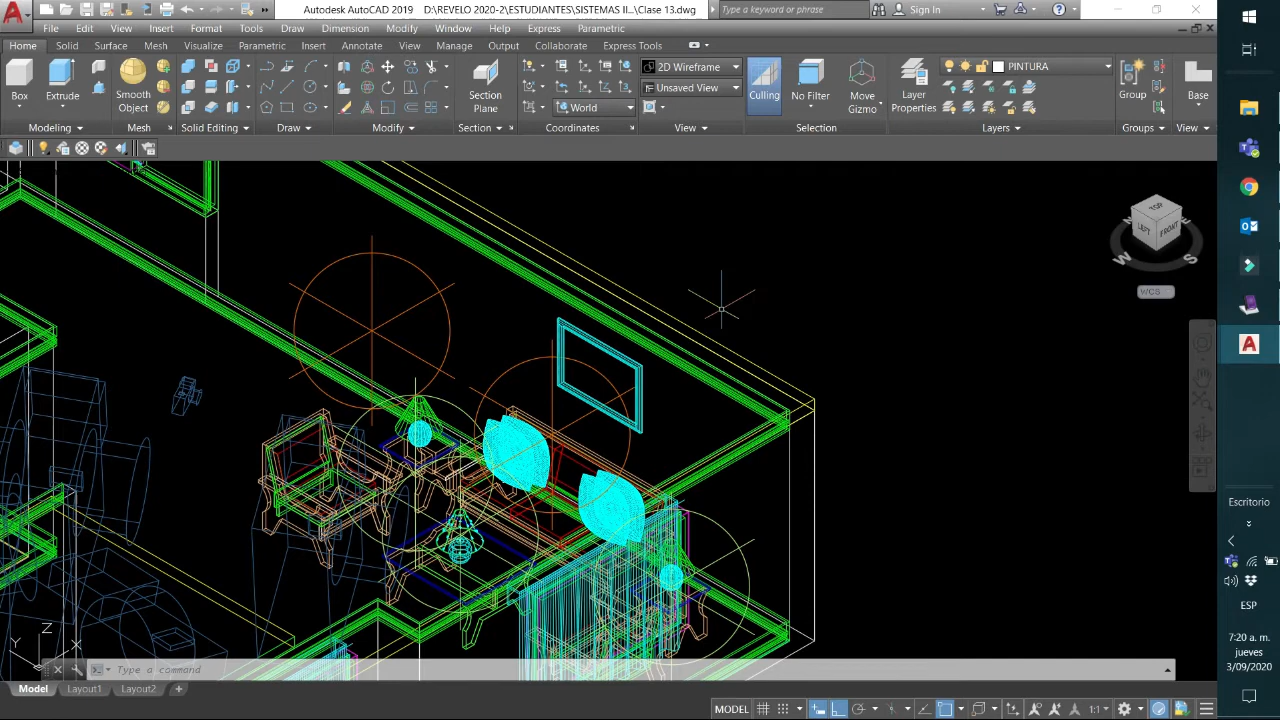 Autodesk AutoCAD 2019 D:\REVELO 2020-2\ESTUDIANTES\SISTEMAS II...\Clase 13.dwg Type a keyword or phrase Sign In
File Edit View Insert Format Tools Draw Dimension Modify Window Help Express Parametric
Home Solid Surface Mesh Visualize Parametric Insert Annotate View Manage Output Collaborate Express Tools
2D Wireframe PINTURA
Unsaved View
Box Extrude Smooth Object Section Plane World Culling No Filter Move Gizmo Layer Properties Group Base
Modeling Mesh Solid Editing Draw Modify Section Coordinates View Selection Layers Groups View
TOP
LEFT FRONT
N E
W S
WCS
Escritorio
ESP
7:20 a. m.
jueves
3/09/2020
Z
Y X
Type a command
Model Layout1 Layout2 +
MODEL 1:1